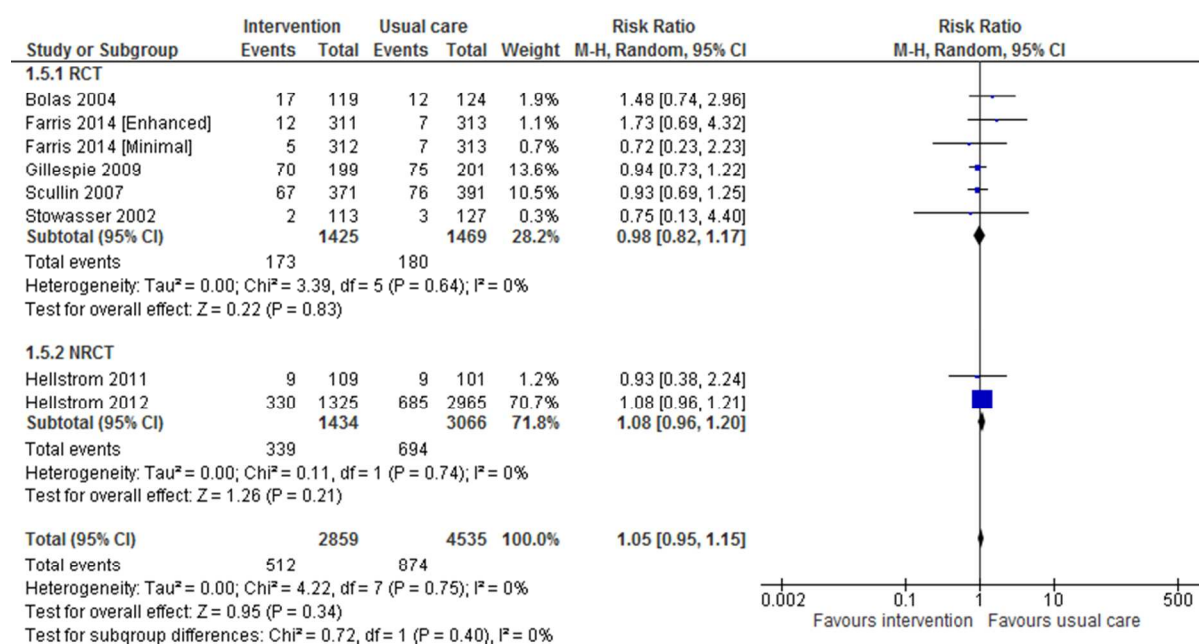 Intervention Usual care Risk Ratio Risk Ratio
Study or Subgroup Events Total Events Total Weight M-H, Random, 95% CI M-H, Random, 95% CI
1.5.1 RCT
Bolas 2004 17 119 12 124 1.9% 1.48 [0.74, 2.96]
Farris 2014 [Enhanced] 12 311 7 313 1.1% 1.73 [0.69, 4.32]
Farris 2014 [Minimal] 5 312 7 313 0.7% 0.72 [0.23, 2.23]
Gillespie 2009 70 199 75 201 13.6% 0.94 [0.73, 1.22]
Scullin 2007 67 371 76 391 10.5% 0.93 [0.69, 1.25]
Stowasser 2002 2 113 3 127 0.3% 0.75 [0.13, 4.40]
Subtotal (95% CI) 1425 1469 28.2% 0.98 [0.82, 1.17]
Total events 173 180
Heterogeneity: Tau² = 0.00; Chi² = 3.39, df = 5 (P = 0.64); I² = 0%
Test for overall effect: Z = 0.22 (P = 0.83)
1.5.2 NRCT
Hellstrom 2011 9 109 9 101 1.2% 0.93 [0.38, 2.24]
Hellstrom 2012 330 1325 685 2965 70.7% 1.08 [0.96, 1.21]
Subtotal (95% CI) 1434 3066 71.8% 1.08 [0.96, 1.20]
Total events 339 694
Heterogeneity: Tau² = 0.00; Chi² = 0.11, df = 1 (P = 0.74); I² = 0%
Test for overall effect: Z = 1.26 (P = 0.21)
Total (95% CI) 2859 4535 100.0% 1.05 [0.95, 1.15]
Total events 512 874
Heterogeneity: Tau² = 0.00; Chi² = 4.22, df = 7 (P = 0.75); I² = 0%
Test for overall effect: Z = 0.95 (P = 0.34)
Test for subgroup differences: Chi² = 0.72, df = 1 (P = 0.40), I² = 0%
0.002 0.1 1 10 500
Favours intervention Favours usual care